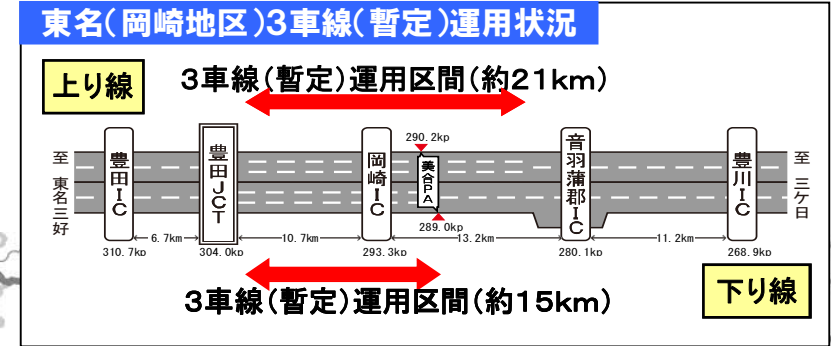 東名(岡崎地区)3車線(暫定)運用状況
上り線
3車線(暫定)運用区間(約21km)
290.2kp
至 東名三好
豊田IC
豊田JCT
岡崎IC
美合PA
音羽蒲郡IC
豊川IC
至 三ケ日
289.0kp
6.7km
10.7km
13.2km
11.2km
310.7kp
304.0kp
293.3kp
280.1kp
268.9kp
3車線(暫定)運用区間(約15km)
下り線